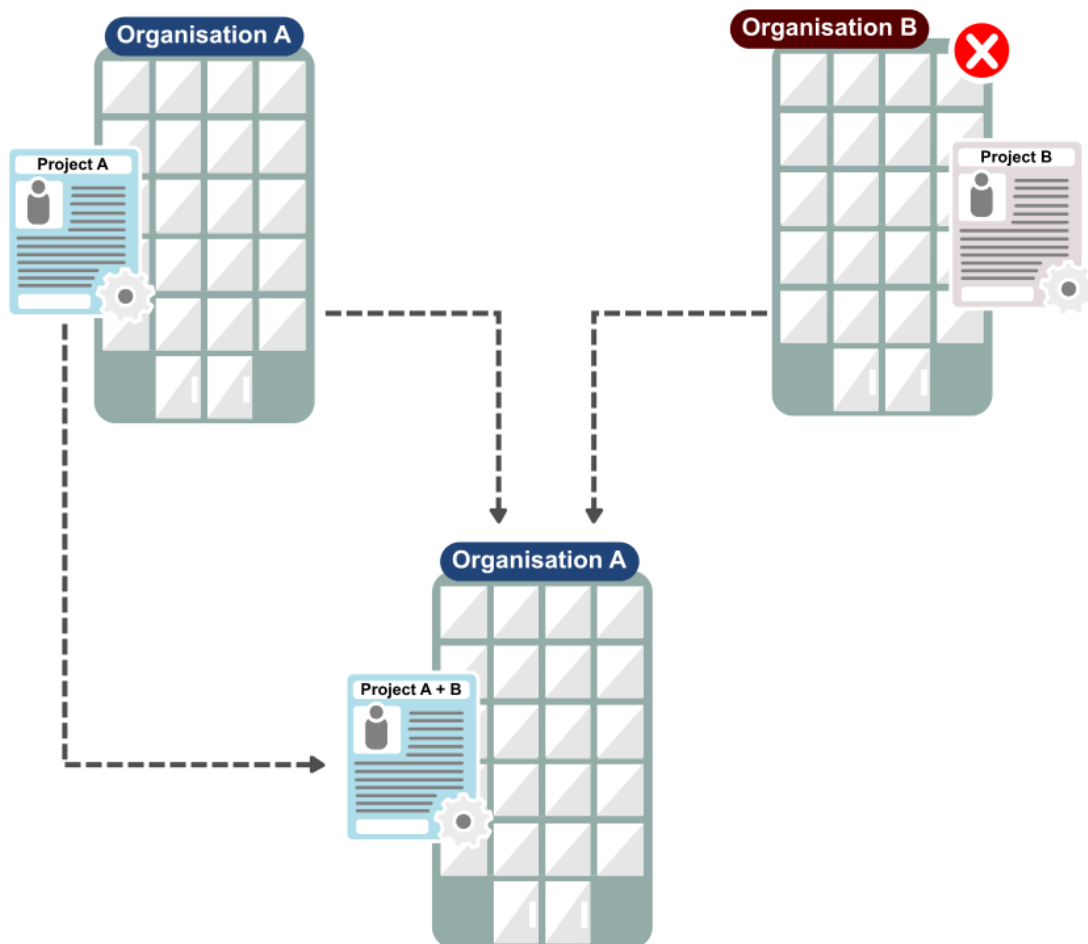 Organisation A
Organisation B
Project A
Project B
Organisation A
Project A + B